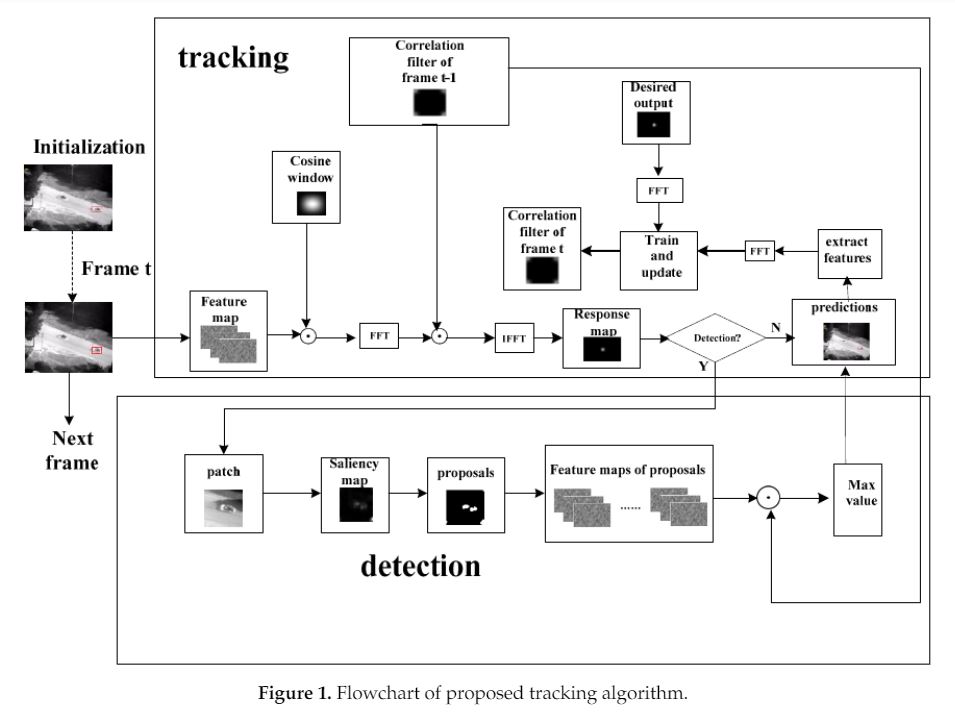 tracking
Correlation
filter of
frame t-1
Desired
output
Initialization
Cosine
window
FFT
Correlation
filter of
frame t
Train
and
update
FFT
extract
features
Frame t
Feature
map
FFT
IFFT
Response
map
Detection?
N
Y
predictions
Next
frame
patch
Saliency
map
proposals
Feature maps of proposals
......
Max
value
detection
Figure 1. Flowchart of proposed tracking algorithm.